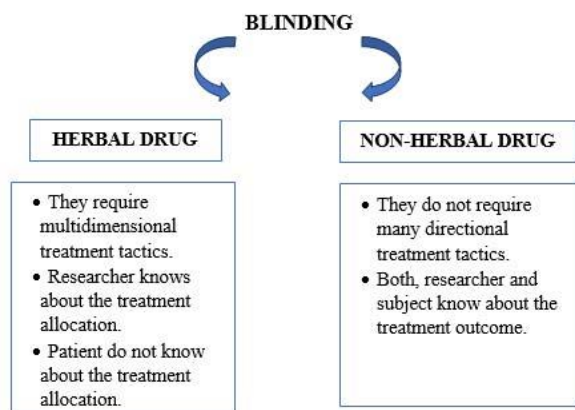 BLINDING
HERBAL DRUG
• They require
multidimensional
treatment tactics.
• Researcher knows
about the treatment
allocation.
• Patient do not know
about the treatment
allocation.
NON-HERBAL DRUG
• They do not require
many directional
treatment tactics.
• Both, researcher and
subject know about the
treatment outcome.